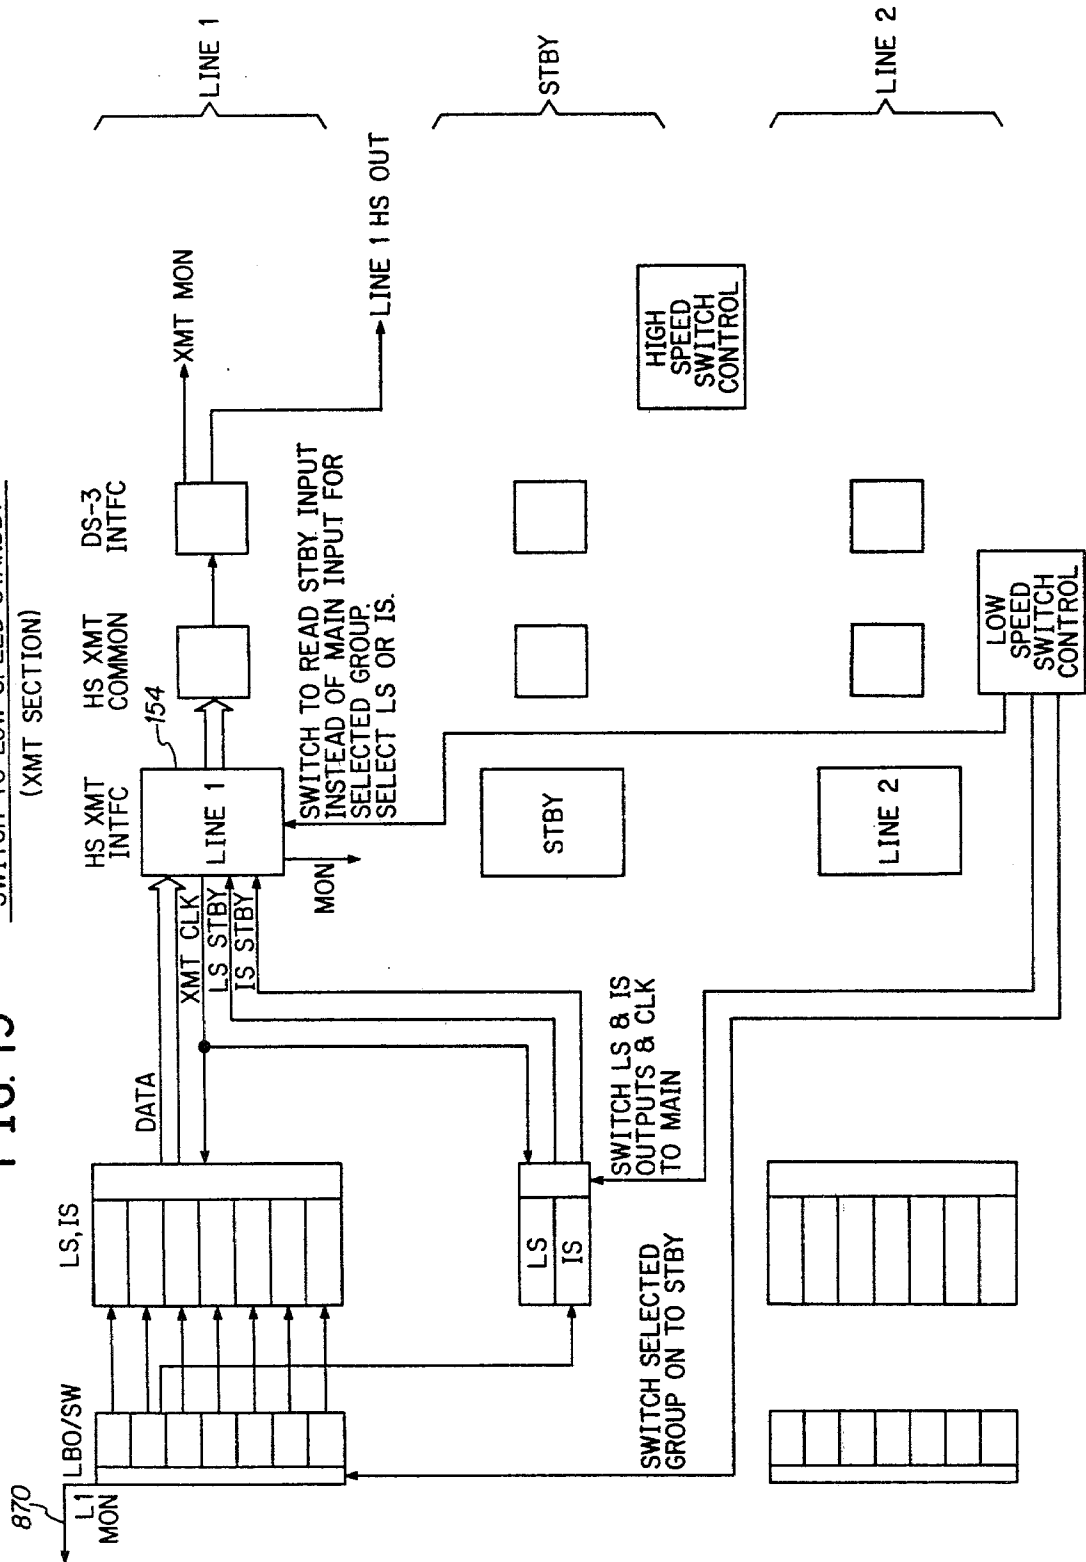 FIG. 15
SWITCH TO LOW SPEED STANDBY
(XMT SECTION)
870
L1
MON
LBO/SW
LS,IS
DATA
XMT CLK
LS STBY
IS STBY
HS XMT
INTFC
154
LINE 1
MON
HS XMT
COMMON
DS-3
INTFC
XMT MON
LINE 1 HS OUT
LINE 1
SWITCH TO READ STBY INPUT
INSTEAD OF MAIN INPUT FOR
SELECTED GROUP.
SELECT LS OR IS.
LS
IS
SWITCH LS & IS
OUTPUTS & CLK
TO MAIN
STBY
HIGH
SPEED
SWITCH
CONTROL
STBY
SWITCH SELECTED
GROUP ON TO STBY
LINE 2
LOW
SPEED
SWITCH
CONTROL
LINE 2